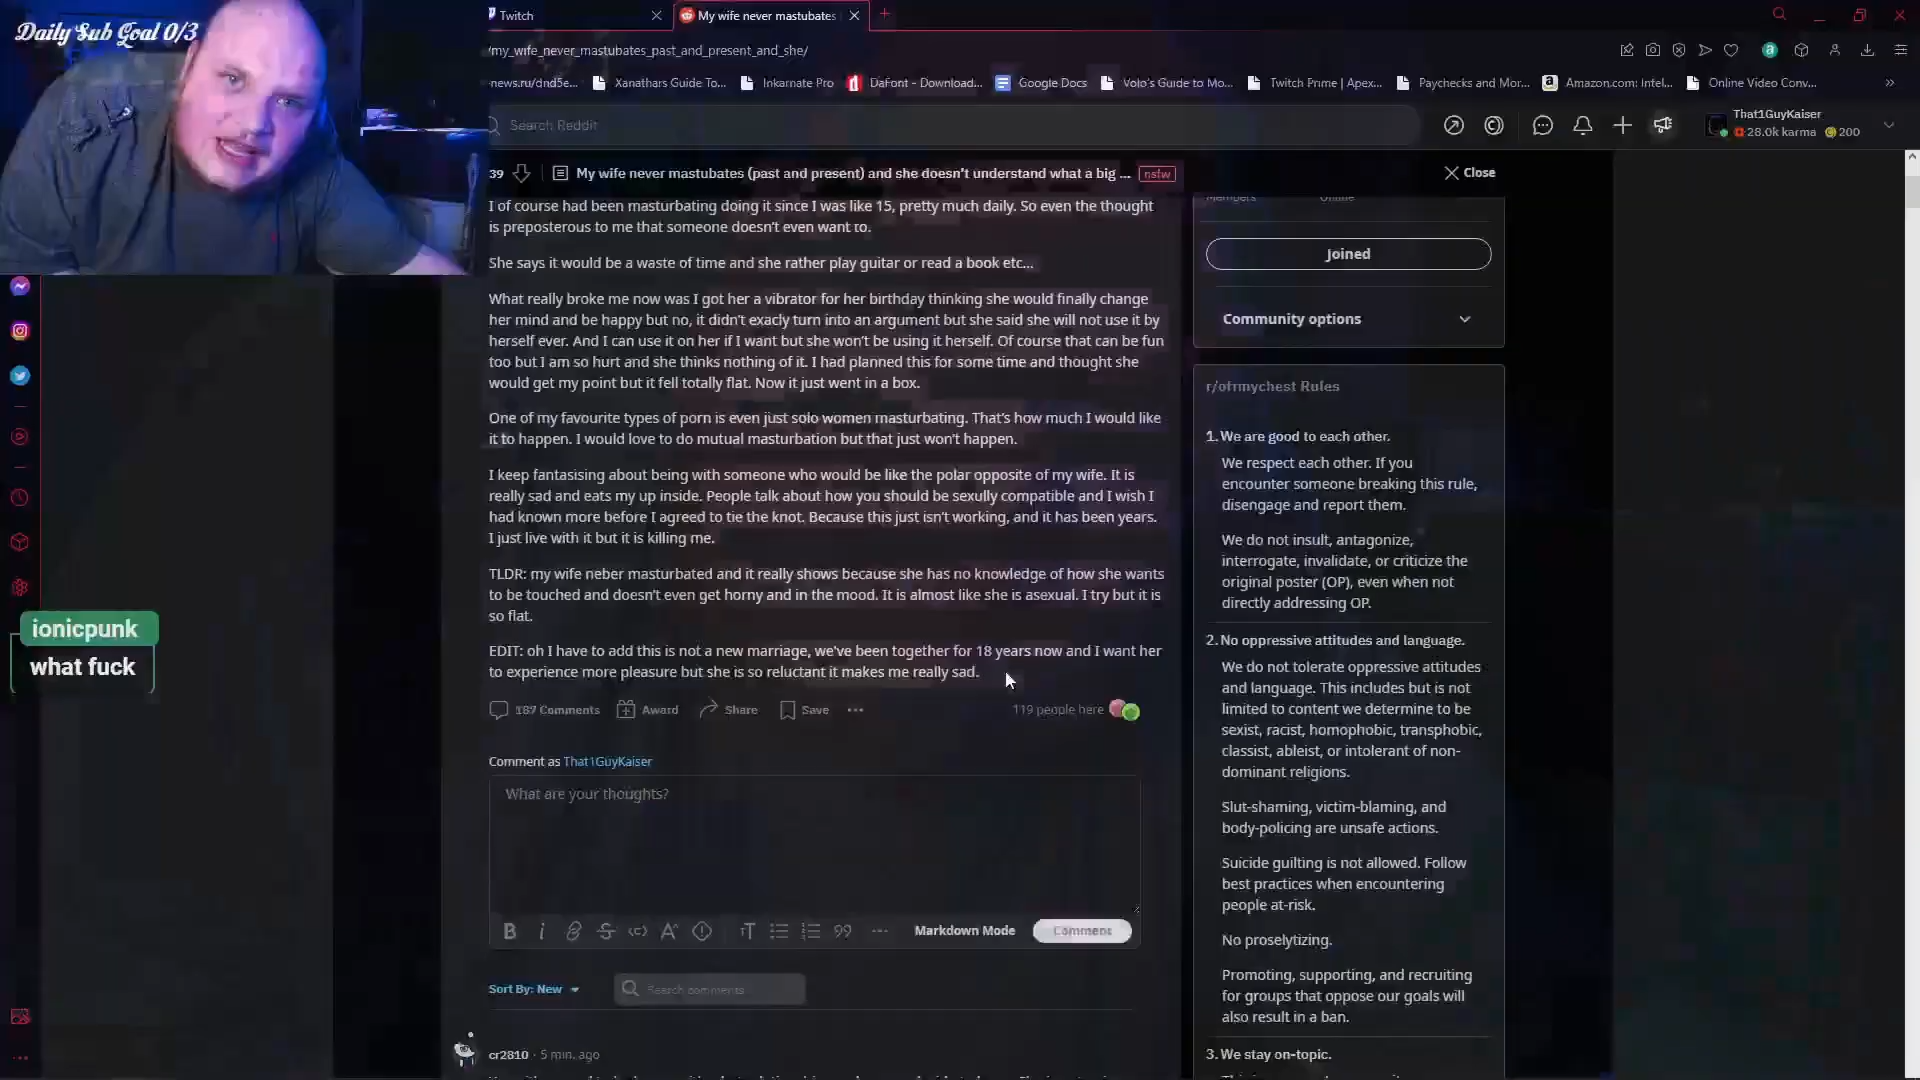 Daily Sub Goal 0/3
Twitch
My wife never mastubates
/my_wife_never_mastubates_past_and_present_and_she/
news.ru/dnd5e...
Xanathars Guide To...
Inkarnate Pro
DaFont - Download...
Google Docs
Volo's Guide to Mo...
Twitch Prime | Apex...
Paychecks and Mor...
Amazon.com: Intel...
Online Video Conv...
Search Reddit
That1GuyKaiser
28.0k karma
200
39
My wife never mastubates (past and present) and she doesn't understand what a big ...
nsfw
Close
I of course had been masturbating doing it since I was like 15, pretty much daily. So even the thought
is preposterous to me that someone doesn't even want to.
She says it would be a waste of time and she rather play guitar or read a book etc...
What really broke me now was I got her a vibrator for her birthday thinking she would finally change
her mind and be happy but no, it didn't exacly turn into an argument but she said she will not use it by
herself ever. And I can use it on her if I want but she won't be using it herself. Of course that can be fun
too but I am so hurt and she thinks nothing of it. I had planned this for some time and thought she
would get my point but it fell totally flat. Now it just went in a box.
One of my favourite types of porn is even just solo women masturbating. That's how much I would like
it to happen. I would love to do mutual masturbation but that just won't happen.
I keep fantasising about being with someone who would be like the polar opposite of my wife. It is
really sad and eats my up inside. People talk about how you should be sexully compatible and I wish I
had known more before I agreed to tie the knot. Because this just isn't working, and it has been years.
I just live with it but it is killing me.
TLDR: my wife neber masturbated and it really shows because she has no knowledge of how she wants
to be touched and doesn't even get horny and in the mood. It is almost like she is asexual. I try but it is
so flat.
EDIT: oh I have to add this is not a new marriage, we've been together for 18 years now and I want her
to experience more pleasure but she is so reluctant it makes me really sad.
187 Comments
Award
Share
Save
119 people here
Comment as That1GuyKaiser
What are your thoughts?
Markdown Mode
Comment
Sort By: New
Search comments
cr2810 · 5 min. ago
Members
Online
Joined
Community options
r/offmychest Rules
1. We are good to each other.
We respect each other. If you
encounter someone breaking this rule,
disengage and report them.
We do not insult, antagonize,
interrogate, invalidate, or criticize the
original poster (OP), even when not
directly addressing OP.
2. No oppressive attitudes and language.
We do not tolerate oppressive attitudes
and language. This includes but is not
limited to content we determine to be
sexist, racist, homophobic, transphobic,
classist, ableist, or intolerant of non-
dominant religions.
Slut-shaming, victim-blaming, and
body-policing are unsafe actions.
Suicide guilting is not allowed. Follow
best practices when encountering
people at-risk.
No proselytizing.
Promoting, supporting, and recruiting
for groups that oppose our goals will
also result in a ban.
3. We stay on-topic.
ionicpunk
what fuck